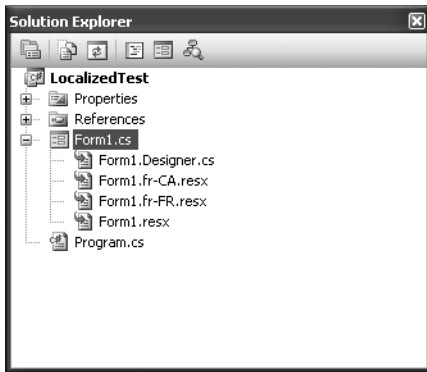 Solution Explorer
LocalizedTest
Properties
References
Form1.cs
Form1.Designer.cs
Form1.fr-CA.resx
Form1.fr-FR.resx
Form1.resx
Program.cs